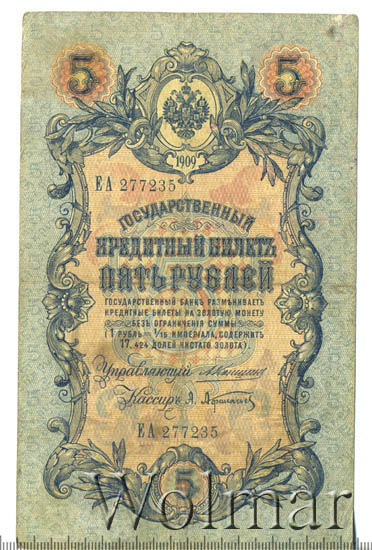 5 5
1909
ЕА 277235
ГОСУДАРСТВЕННЫЙ
КРЕДИТНЫЙ БИЛЕТЪ
ПЯТЬ РУБЛЕЙ
ГОСУДАРСТВЕННЫЙ БАНКЪ РАЗМѢНИВАЕТЪ
КРЕДИТНЫЕ БИЛЕТЫ НА ЗОЛОТУЮ МОНЕТУ
БЕЗЪ ОГРАНИЧЕНІЯ СУММЫ
(1 РУБЛЬ = 1/15 ИМПЕРІАЛА, СОДЕРЖИТЪ
17,424 ДОЛЕЙ ЧИСТАГО ЗОЛОТА).
Управляющій
Кассиръ А.
ЕА 277235
5
Wolmar